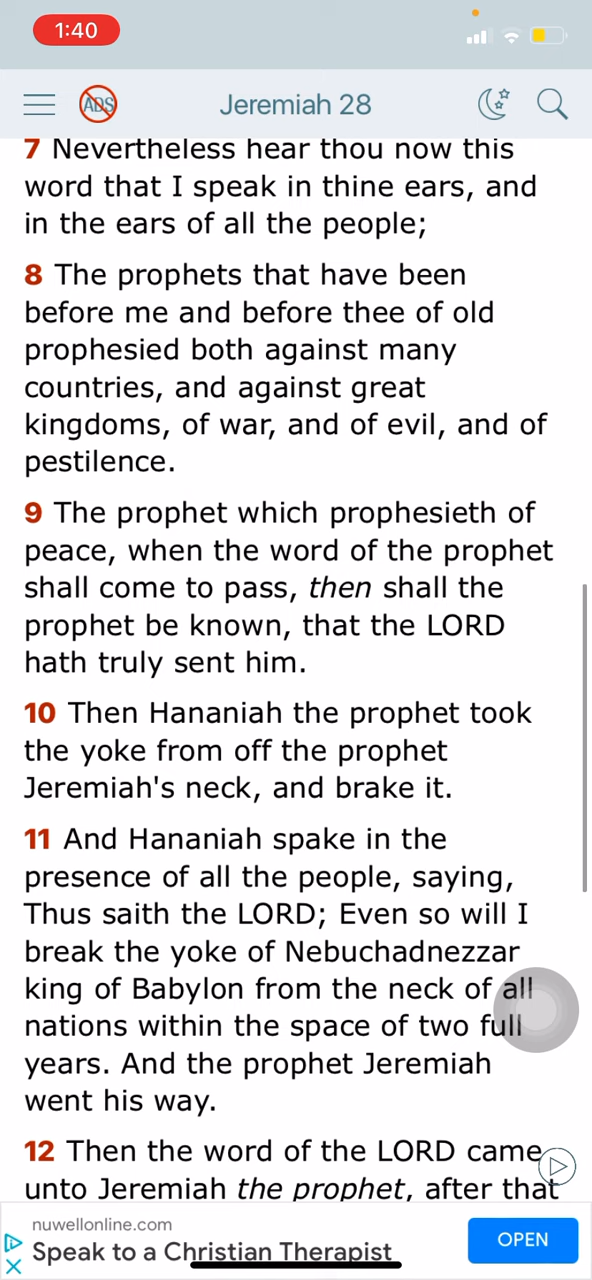 1:40
ADS
Jeremiah 28
7 Nevertheless hear thou now this
word that I speak in thine ears, and
in the ears of all the people;
8 The prophets that have been
before me and before thee of old
prophesied both against many
countries, and against great
kingdoms, of war, and of evil, and of
pestilence.
9 The prophet which prophesieth of
peace, when the word of the prophet
shall come to pass, then shall the
prophet be known, that the LORD
hath truly sent him.
10 Then Hananiah the prophet took
the yoke from off the prophet
Jeremiah's neck, and brake it.
11 And Hananiah spake in the
presence of all the people, saying,
Thus saith the LORD; Even so will I
break the yoke of Nebuchadnezzar
king of Babylon from the neck of all
nations within the space of two full
years. And the prophet Jeremiah
went his way.
12 Then the word of the LORD came
unto Jeremiah the prophet, after that
nuwellonline.com
Speak to a Christian Therapist
OPEN